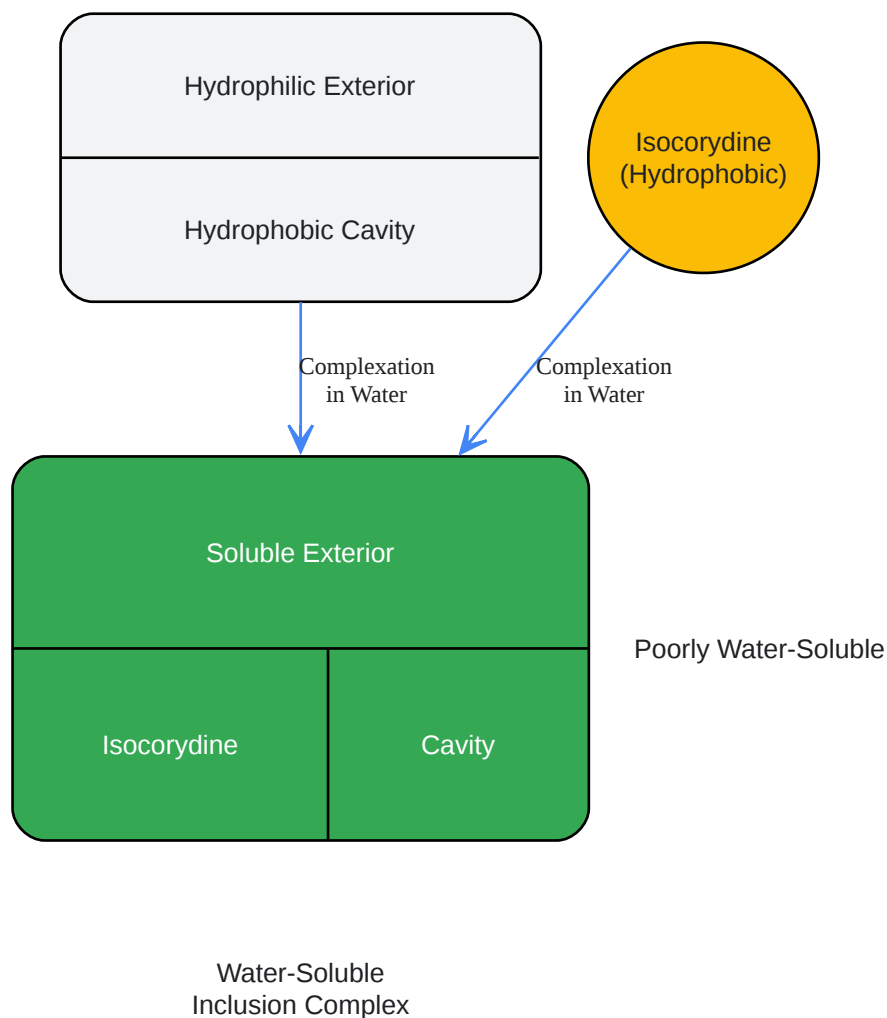 Hydrophilic Exterior
Hydrophobic Cavity
Isocorydine
(Hydrophobic)
Complexation
in Water
Complexation
in Water
Soluble Exterior
Isocorydine
Cavity
Poorly Water-Soluble
Water-Soluble
Inclusion Complex